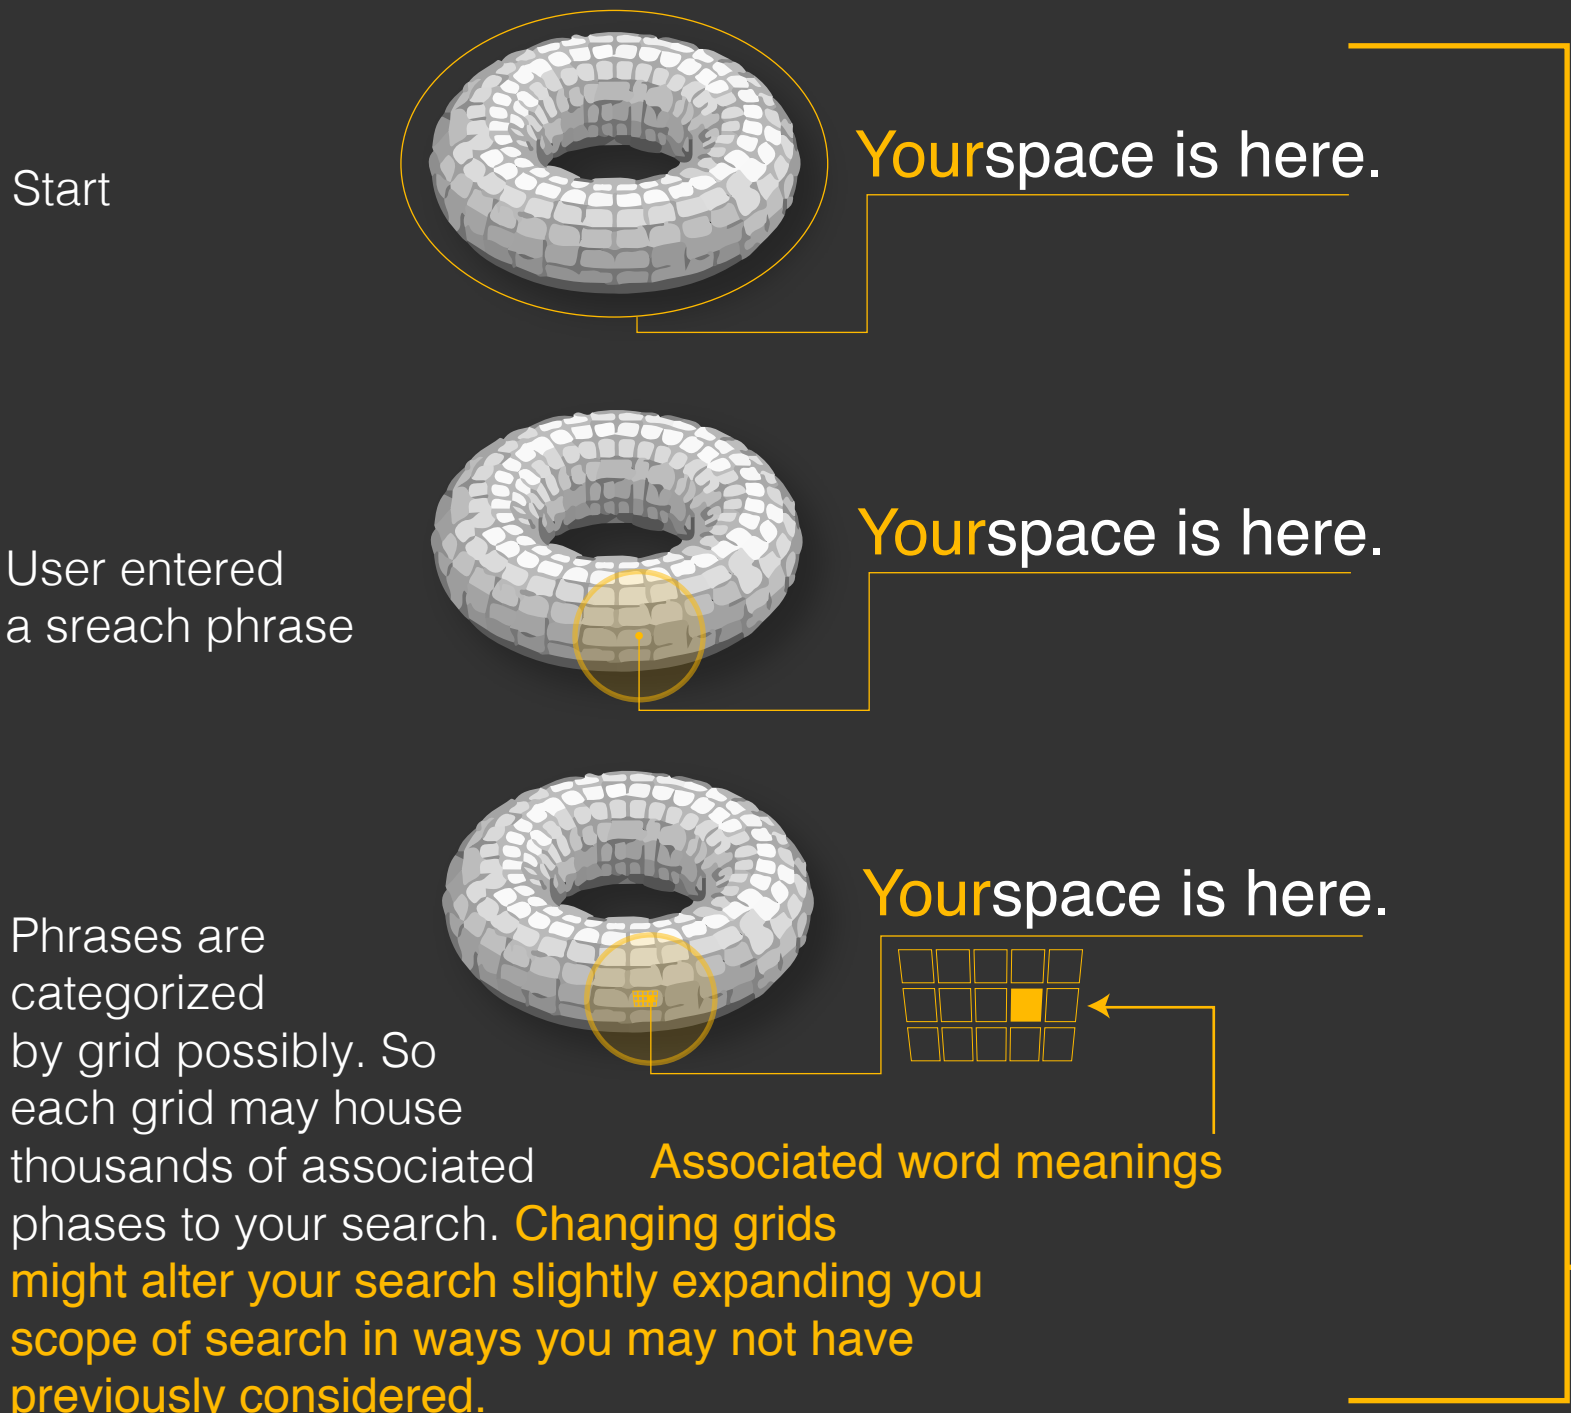 Start
Yourspace is here.
User entered
a sreach phrase
Yourspace is here.
Yourspace is here.
Phrases are
categorized
by grid possibly. So
each grid may house
thousands of associated
phases to your search. Changing grids
might alter your search slightly expanding you
scope of search in ways you may not have
previously considered.
Associated word meanings